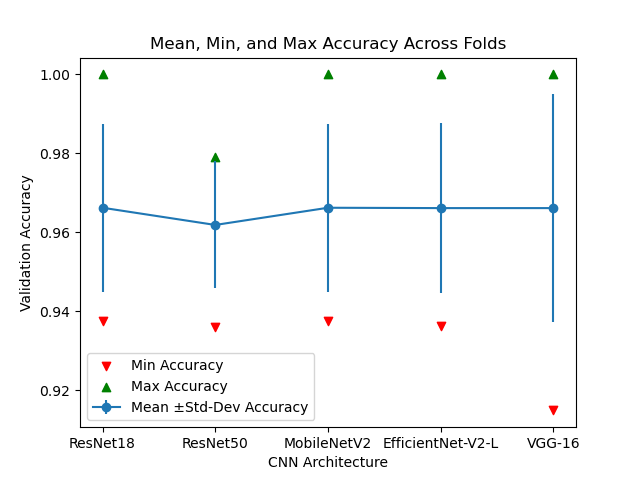 Mean, Min, and Max Accuracy Across Folds
1.00
0.98
0.96
0.94
0.92
Validation Accuracy
Min Accuracy
Max Accuracy
Mean ±Std-Dev Accuracy
ResNet18 ResNet50 MobileNetV2 EfficientNet-V2-L VGG-16
CNN Architecture